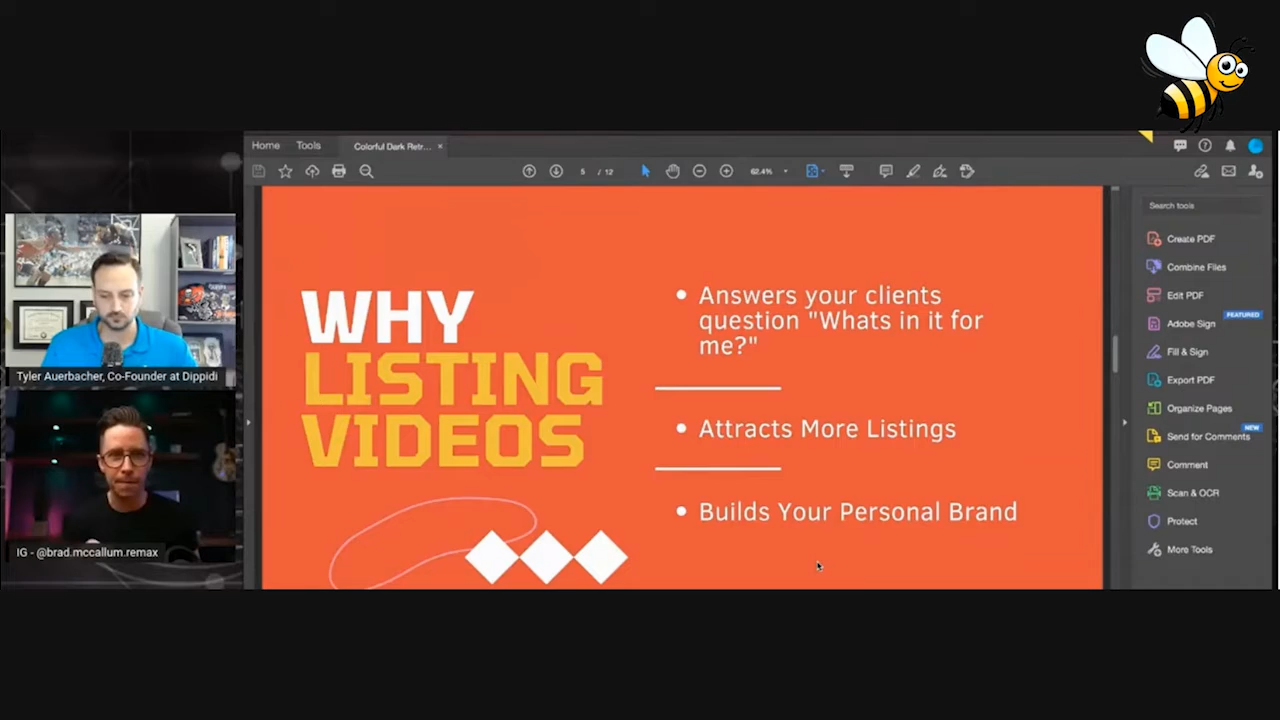 Home
Tools
Colorful Dark Retr... ×
5 / 12
62.4%
Search tools
Create PDF
Combine Files
Edit PDF
FEATURED
Adobe Sign
Fill & Sign
Export PDF
Organize Pages
NEW
Send for Comments
Comment
Scan & OCR
Protect
More Tools
Tyler Auerbacher, Co-Founder at Dippidi
IG - @brad.mccallum.remax
WHY
LISTING
VIDEOS
• Answers your clients
question "Whats in it for
me?"
• Attracts More Listings
• Builds Your Personal Brand